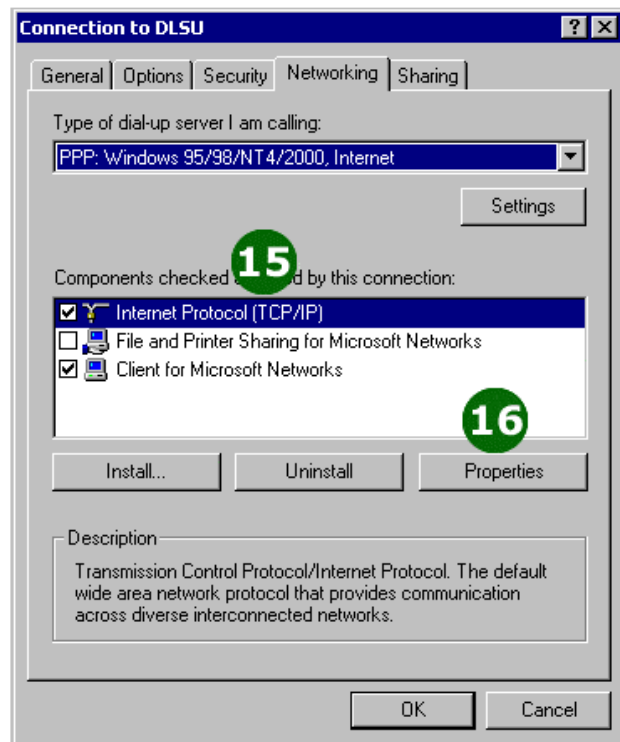 Connection to DLSU
General Options Security Networking Sharing
Type of dial-up server I am calling:
PPP: Windows 95/98/NT4/2000, Internet
Settings
15
Components checked d by this connection:
Internet Protocol (TCP/IP)
File and Printer Sharing for Microsoft Networks
Client for Microsoft Networks
16
Install... Uninstall Properties
Description
Transmission Control Protocol/Internet Protocol. The default
wide area network protocol that provides communication
across diverse interconnected networks.
OK Cancel